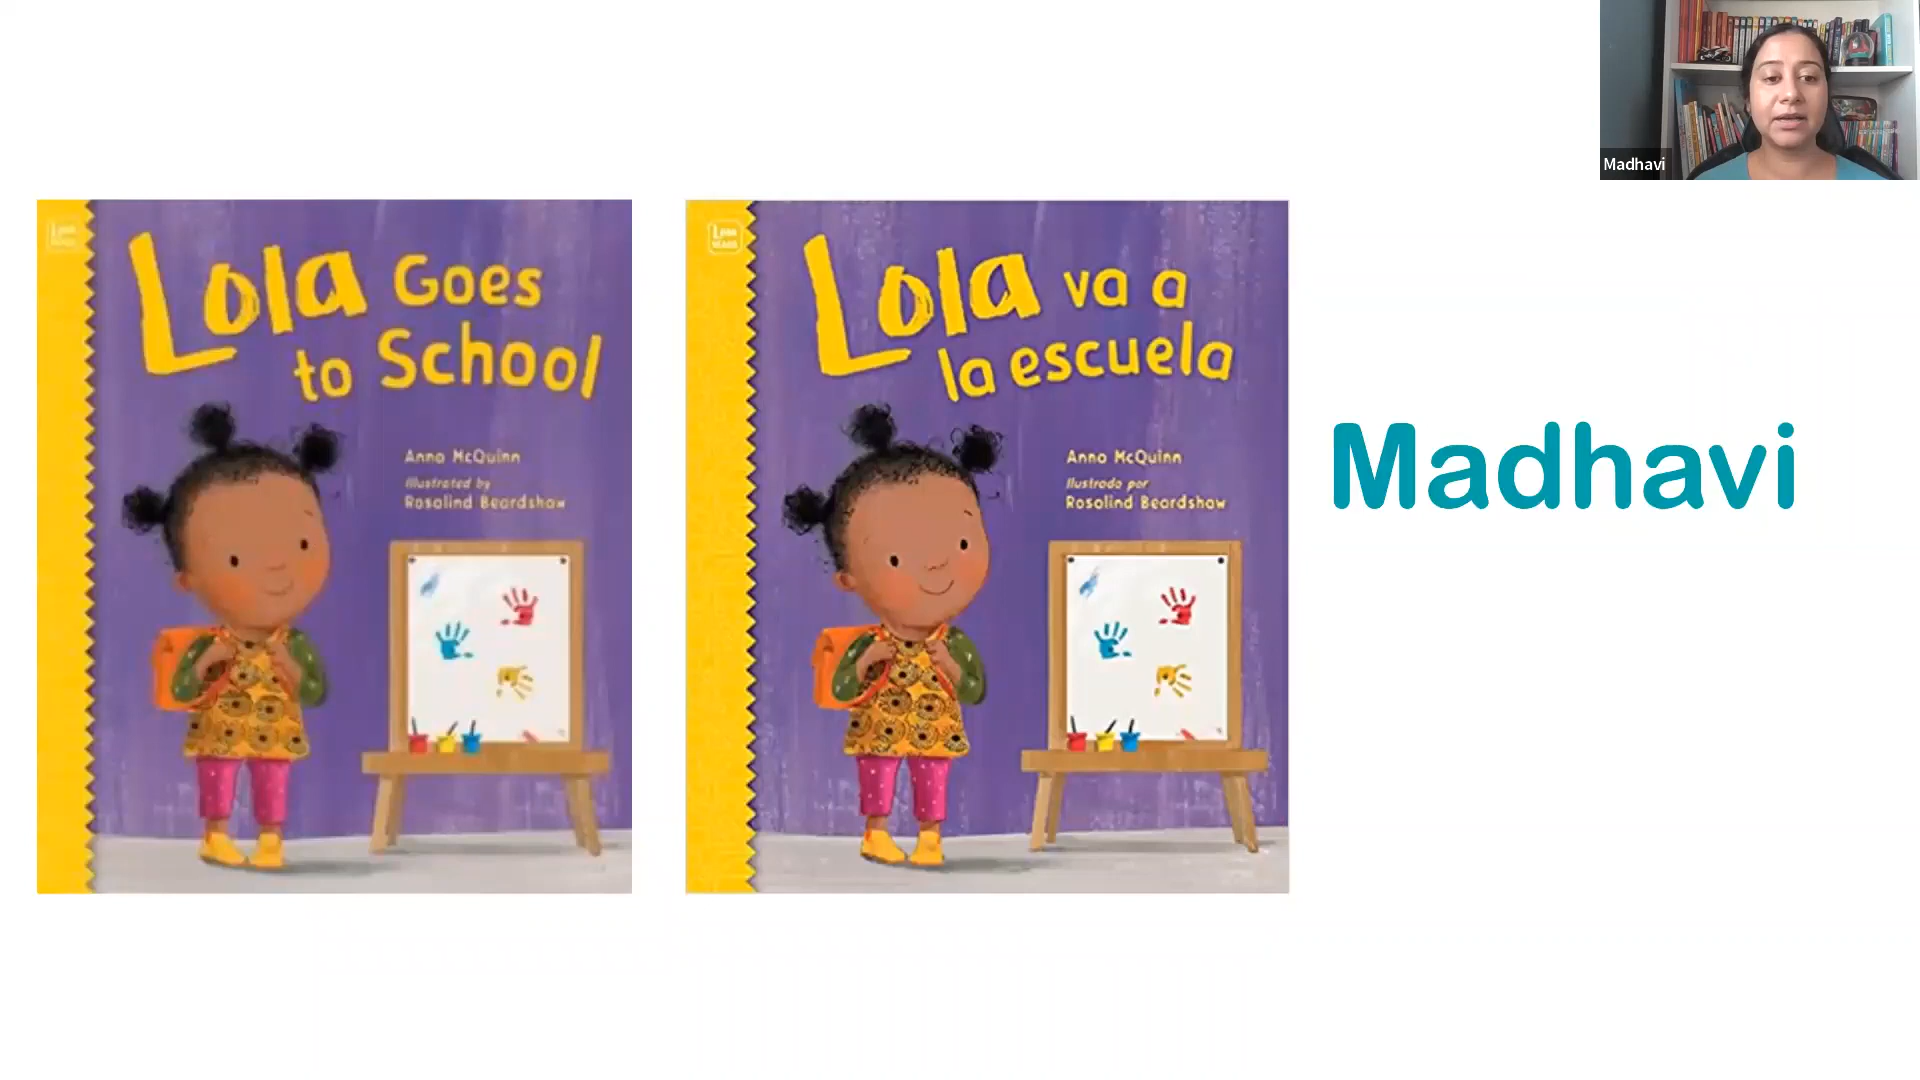 Madhavi
Lola Goes
to School
Anna McQuinn
Illustrated by
Rosalind Beardshaw
Lola va a
la escuela
Anna McQuinn
Ilustrado por
Rosalind Beardshaw
Madhavi